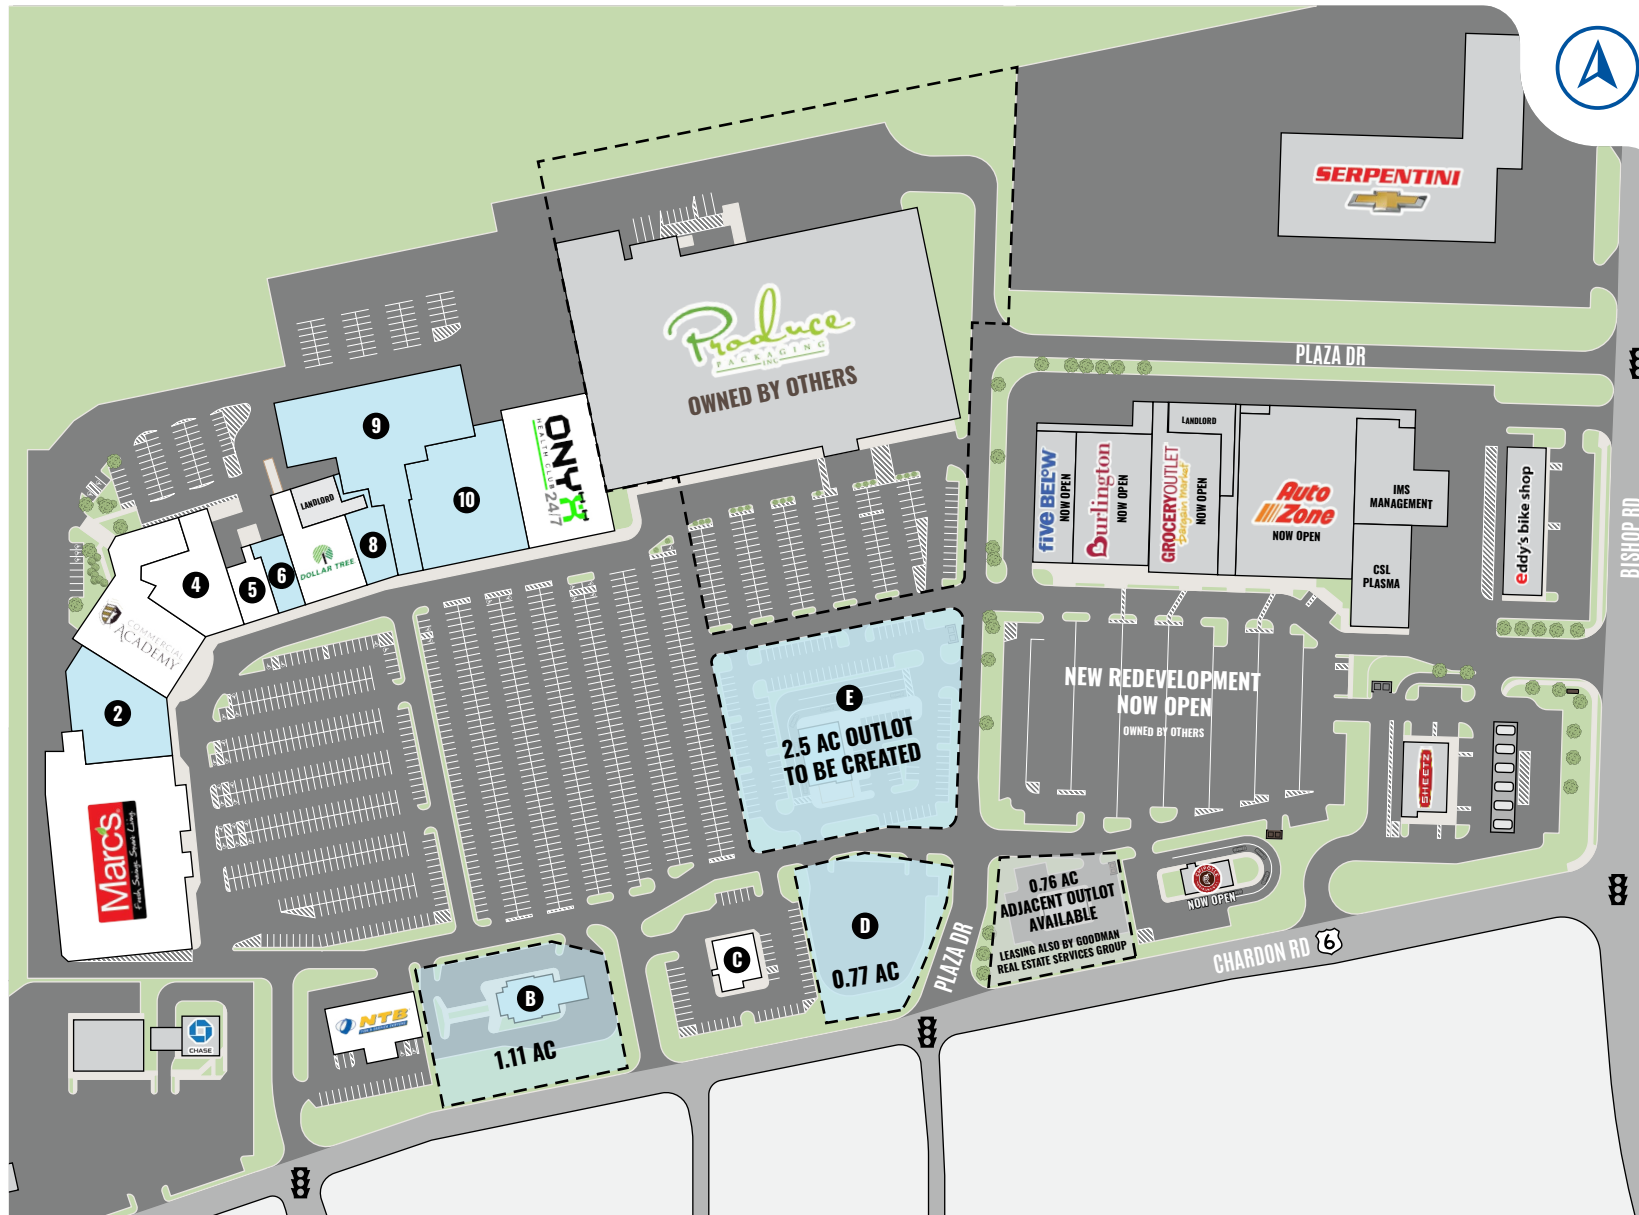 SERPENTINI
Produce
PACKAGING
INC
OWNED BY OTHERS
PLAZA DR
BISHOP RD
9
10
8
6
5
4
2
LANDLORD
DOLLAR TREE
ONYX
HEALTH CLUB 24/7
COMMERCIAL
ACADEMY
Marc's
five BELOW
NOW OPEN
Burlington
NOW OPEN
LANDLORD
GROCERY OUTLET
Bargain Market
NOW OPEN
Auto
Zone
NOW OPEN
IMS
MANAGEMENT
CSL
PLASMA
eddy's bike shop
NEW REDEVELOPMENT
NOW OPEN
OWNED BY OTHERS
E
2.5 AC OUTLOT
TO BE CREATED
SHEETZ
NOW OPEN
0.76 AC
ADJACENT OUTLOT
AVAILABLE
LEASING ALSO BY GOODMAN
REAL ESTATE SERVICES GROUP
D
0.77 AC
PLAZA DR
CHARDON RD 6
C
B
1.11 AC
NTB
CHASE